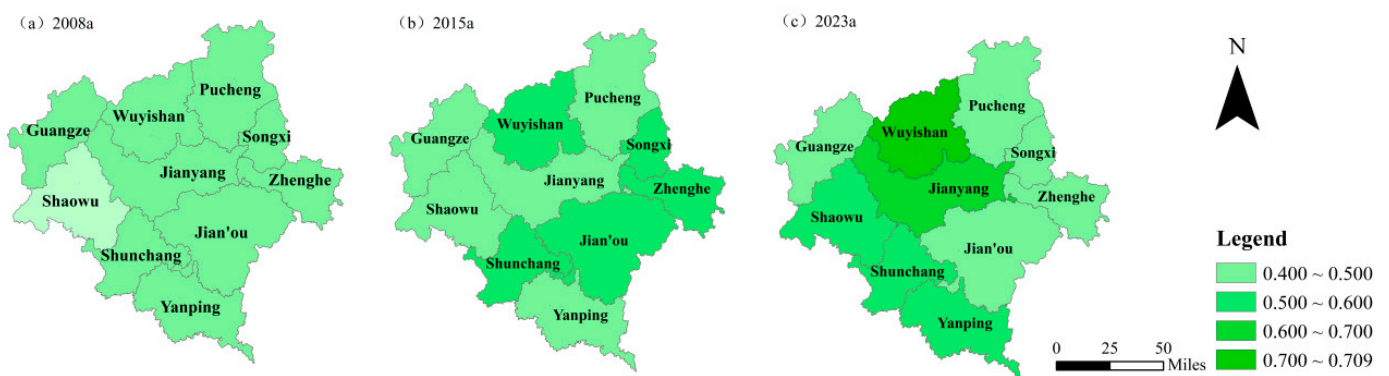 （a）2008a
Pucheng
Wuyishan
Guangze
Songxi
Jianyang
Zhenghe
Shaowu
Jian'ou
Shunchang
Yanping
（b）2015a
Pucheng
Wuyishan
Songxi
Guangze
Jianyang
Zhenghe
Shaowu
Jian'ou
Shunchang
Yanping
（c）2023a
Pucheng
Wuyishan
Songxi
Guangze
Jianyang
Zhenghe
Shaowu
Jian'ou
Shunchang
Yanping
N
Legend
0.400 ~ 0.500
0.500 ~ 0.600
0.600 ~ 0.700
0.700 ~ 0.709
0 25 50
Miles